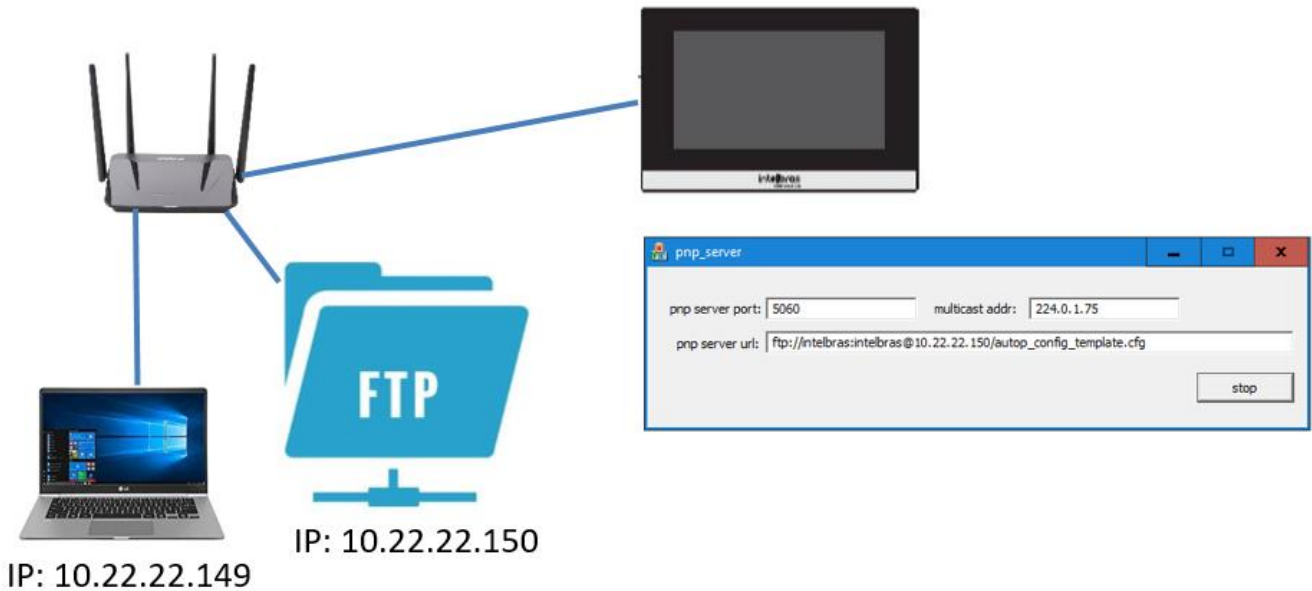 intelbras
pnp_server
pnp server port: 5060 multicast addr: 224.0.1.75
pnp server url: ftp://intelbras:intelbras@10.22.22.150/autop_config_template.cfg
stop
FTP
IP: 10.22.22.150
IP: 10.22.22.149